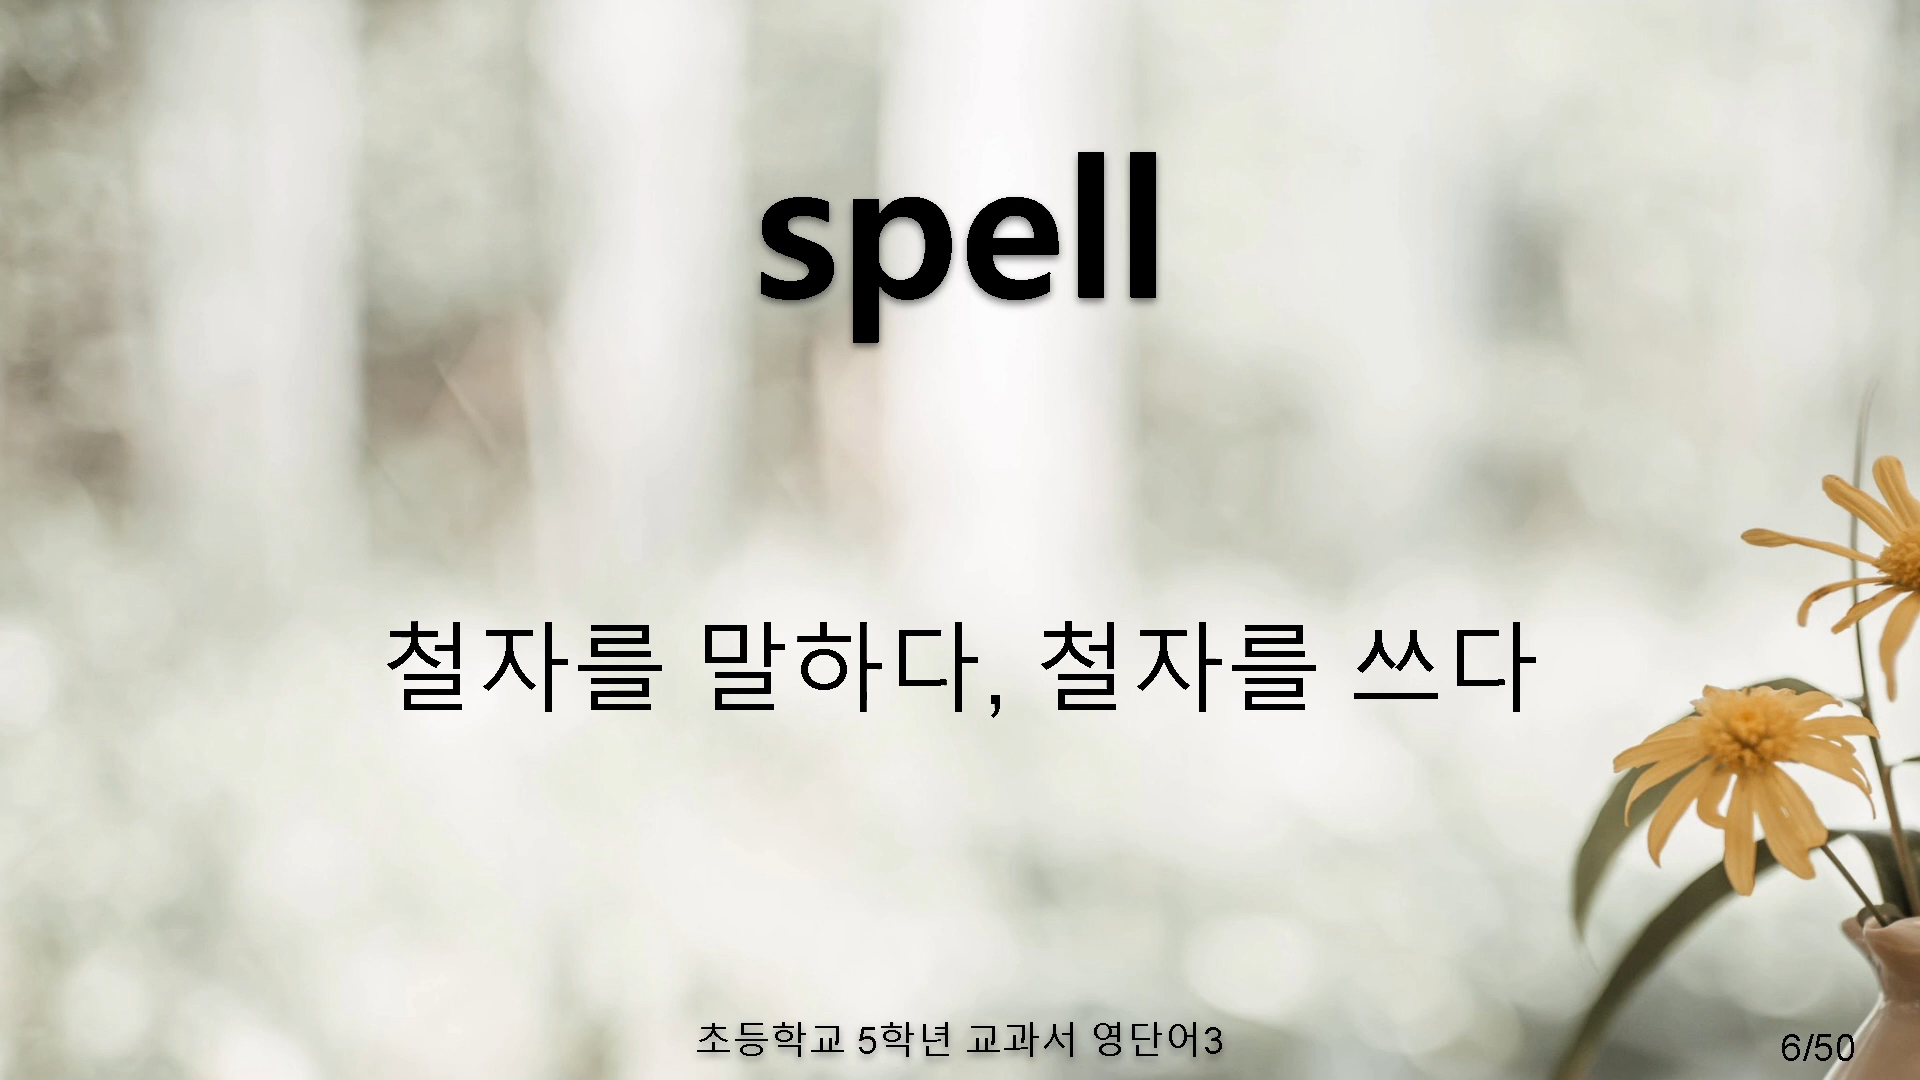 spell
철자를 말하다, 철자를 쓰다
초등학교 5학년 교과서 영단어3
6/50